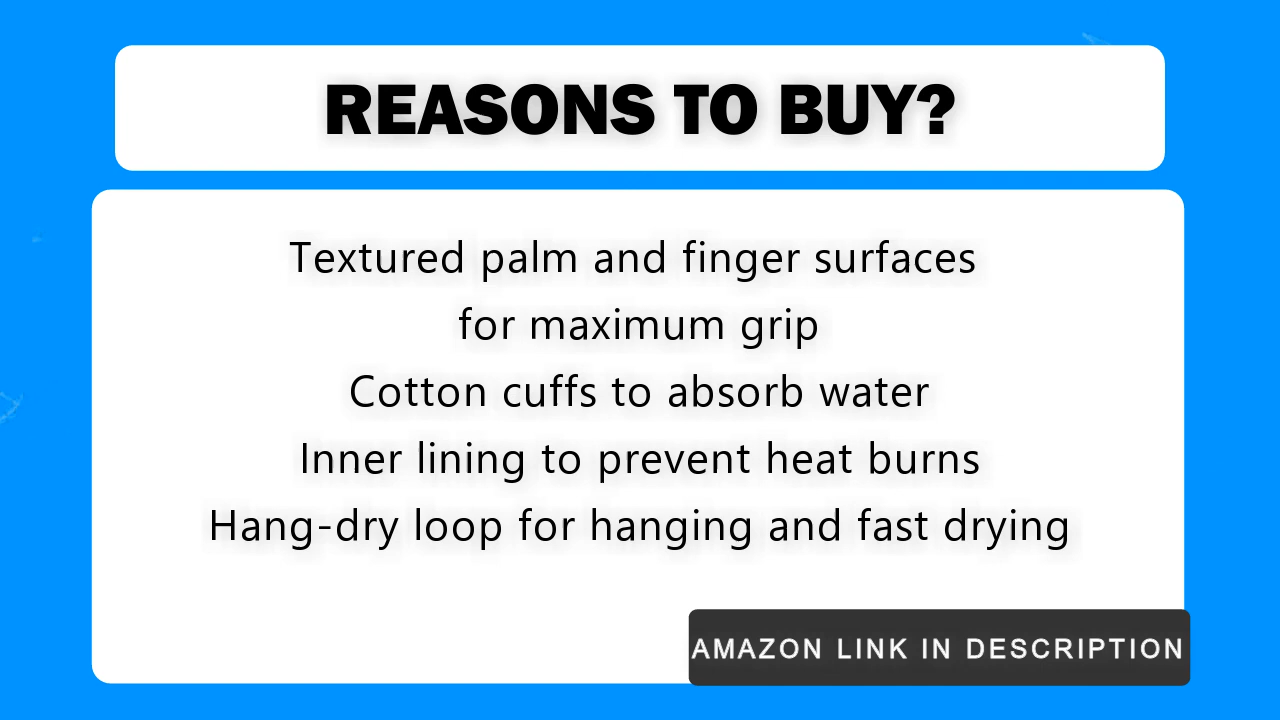 REASONS TO BUY?
Textured palm and finger surfaces
for maximum grip
Cotton cuffs to absorb water
Inner lining to prevent heat burns
Hang-dry loop for hanging and fast drying
AMAZON LINK IN DESCRIPTION